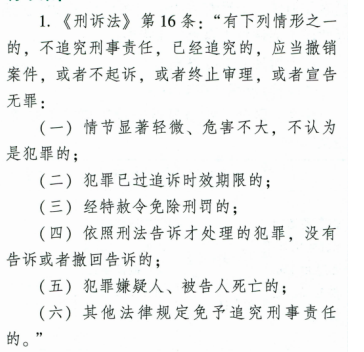 1. 《刑诉法》第 16 条：“有下列情形之一
的，不追究刑事责任，已经追究的，应当撤销
案件，或者不起诉，或者终止审理，或者宣告
无罪：
（一）情节显著轻微、危害不大，不认为
是犯罪的；
（二）犯罪已过追诉时效期限的；
（三）经特赦令免除刑罚的；
（四）依照刑法告诉才处理的犯罪，没有
告诉或者撤回告诉的；
（五）犯罪嫌疑人、被告人死亡的；
（六）其他法律规定免予追究刑事责任
的。”